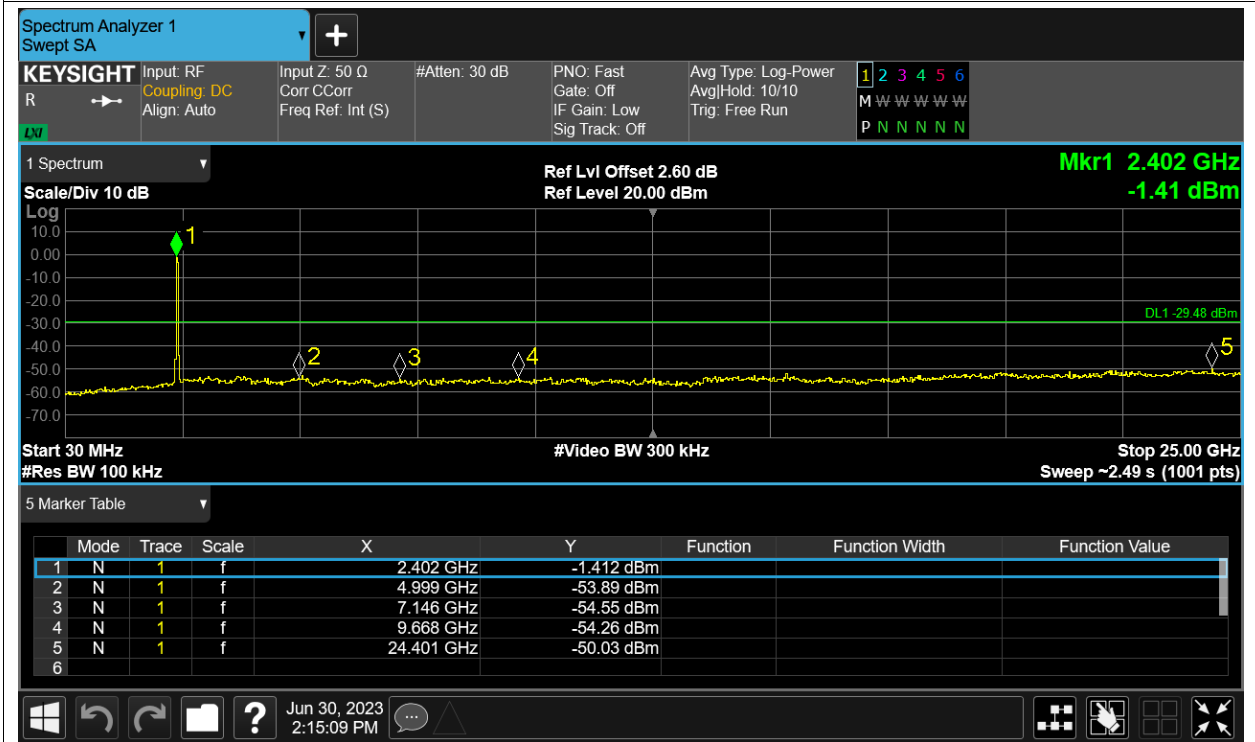 Spectrum Analyzer 1
Swept SA
KEYSIGHT Input: RF Input Z: 50 Ω #Atten: 30 dB PNO: Fast Avg Type: Log-Power 1 2 3 4 5 6
R Coupling: DC Corr CCorr Gate: Off Avg|Hold: 10/10 M W W W W W
Align: Auto Freq Ref: Int (S) IF Gain: Low Trig: Free Run
LXI Sig Track: Off P N N N N N
1 Spectrum Ref Lvl Offset 2.60 dB Mkr1 2.402 GHz
Scale/Div 10 dB Ref Level 20.00 dBm -1.41 dBm
Log
10.0
0.00
-10.0
-20.0
-30.0
-40.0
-50.0
-60.0
-70.0
1
DL1 -29.48 dBm
2 3 4 5
Start 30 MHz #Video BW 300 kHz Stop 25.00 GHz
#Res BW 100 kHz Sweep ~2.49 s (1001 pts)
5 Marker Table
Mode Trace Scale X Y Function Function Width Function Value
1 N 1 f 2.402 GHz -1.412 dBm
2 N 1 f 4.999 GHz -53.89 dBm
3 N 1 f 7.146 GHz -54.55 dBm
4 N 1 f 9.668 GHz -54.26 dBm
5 N 1 f 24.401 GHz -50.03 dBm
6
? Jun 30, 2023
2:15:09 PM